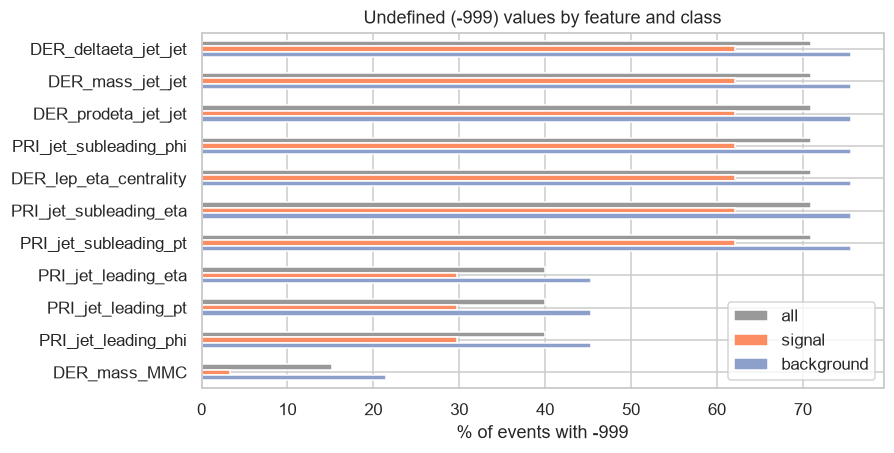 Undefined (-999) values by feature and class
DER_deltaeta_jet_jet
DER_mass_jet_jet
DER_prodeta_jet_jet
PRI_jet_subleading_phi
DER_lep_eta_centrality
PRI_jet_subleading_eta
PRI_jet_subleading_pt
PRI_jet_leading_eta
PRI_jet_leading_pt
PRI_jet_leading_phi
DER_mass_MMC
all
signal
background
0 10 20 30 40 50 60 70
% of events with -999